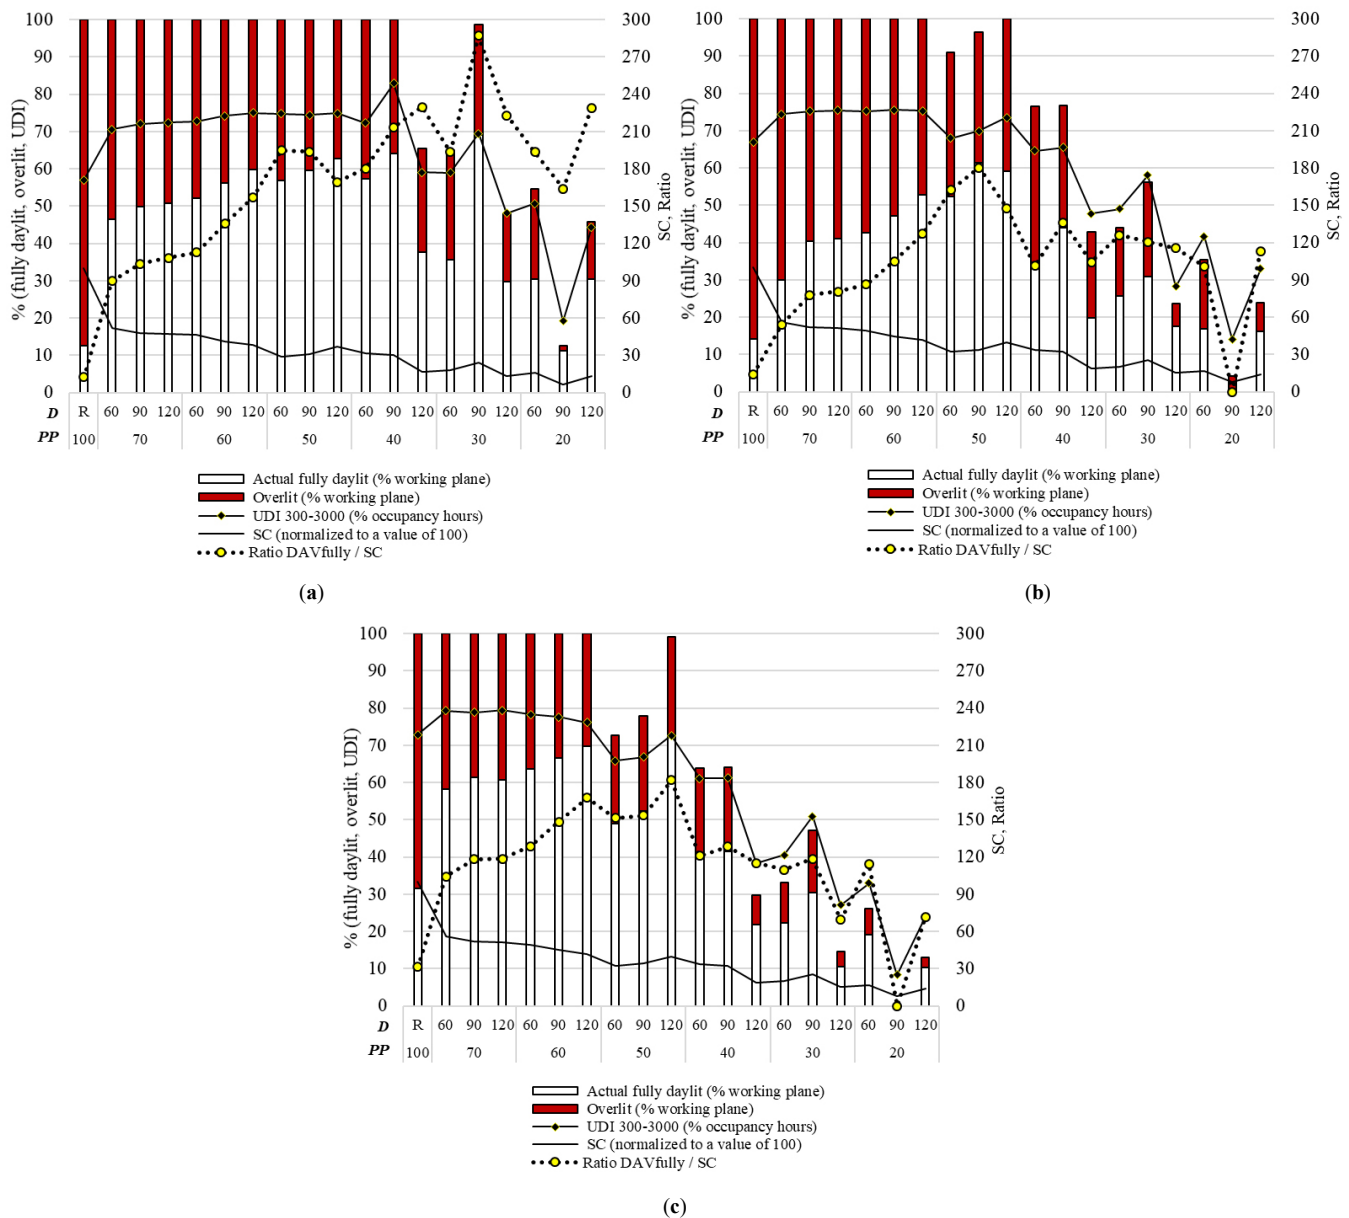 100 90 80 70 60 50 40 30 20 10 0
% (fully daylit, overlit, UDI)
300 270 240 210 180 150 120 90 60 30 0
SC, Ratio
D R 60 90 120 60 90 120 60 90 120 60 90 120 60 90 120 60 90 120
PP 100 70 60 50 40 30 20
Actual fully daylit (% working plane)
Overlit (% working plane)
UDI 300-3000 (% occupancy hours)
SC (normalized to a value of 100)
Ratio DAVfully / SC
(a)
100 90 80 70 60 50 40 30 20 10 0
% (fully daylit, overlit, UDI)
300 270 240 210 180 150 120 90 60 30 0
SC, Ratio
D R 60 90 120 60 90 120 60 90 120 60 90 120 60 90 120 60 90 120
PP 100 70 60 50 40 30 20
Actual fully daylit (% working plane)
Overlit (% working plane)
UDI 300-3000 (% occupancy hours)
SC (normalized to a value of 100)
Ratio DAVfully / SC
(b)
100 90 80 70 60 50 40 30 20 10 0
% (fully daylit, overlit, UDI)
300 270 240 210 180 150 120 90 60 30 0
SC, Ratio
D R 60 90 120 60 90 120 60 90 120 60 90 120 60 90 120 60 90 120
PP 100 70 60 50 40 30 20
Actual fully daylit (% working plane)
Overlit (% working plane)
UDI 300-3000 (% occupancy hours)
SC (normalized to a value of 100)
Ratio DAVfully / SC
(c)